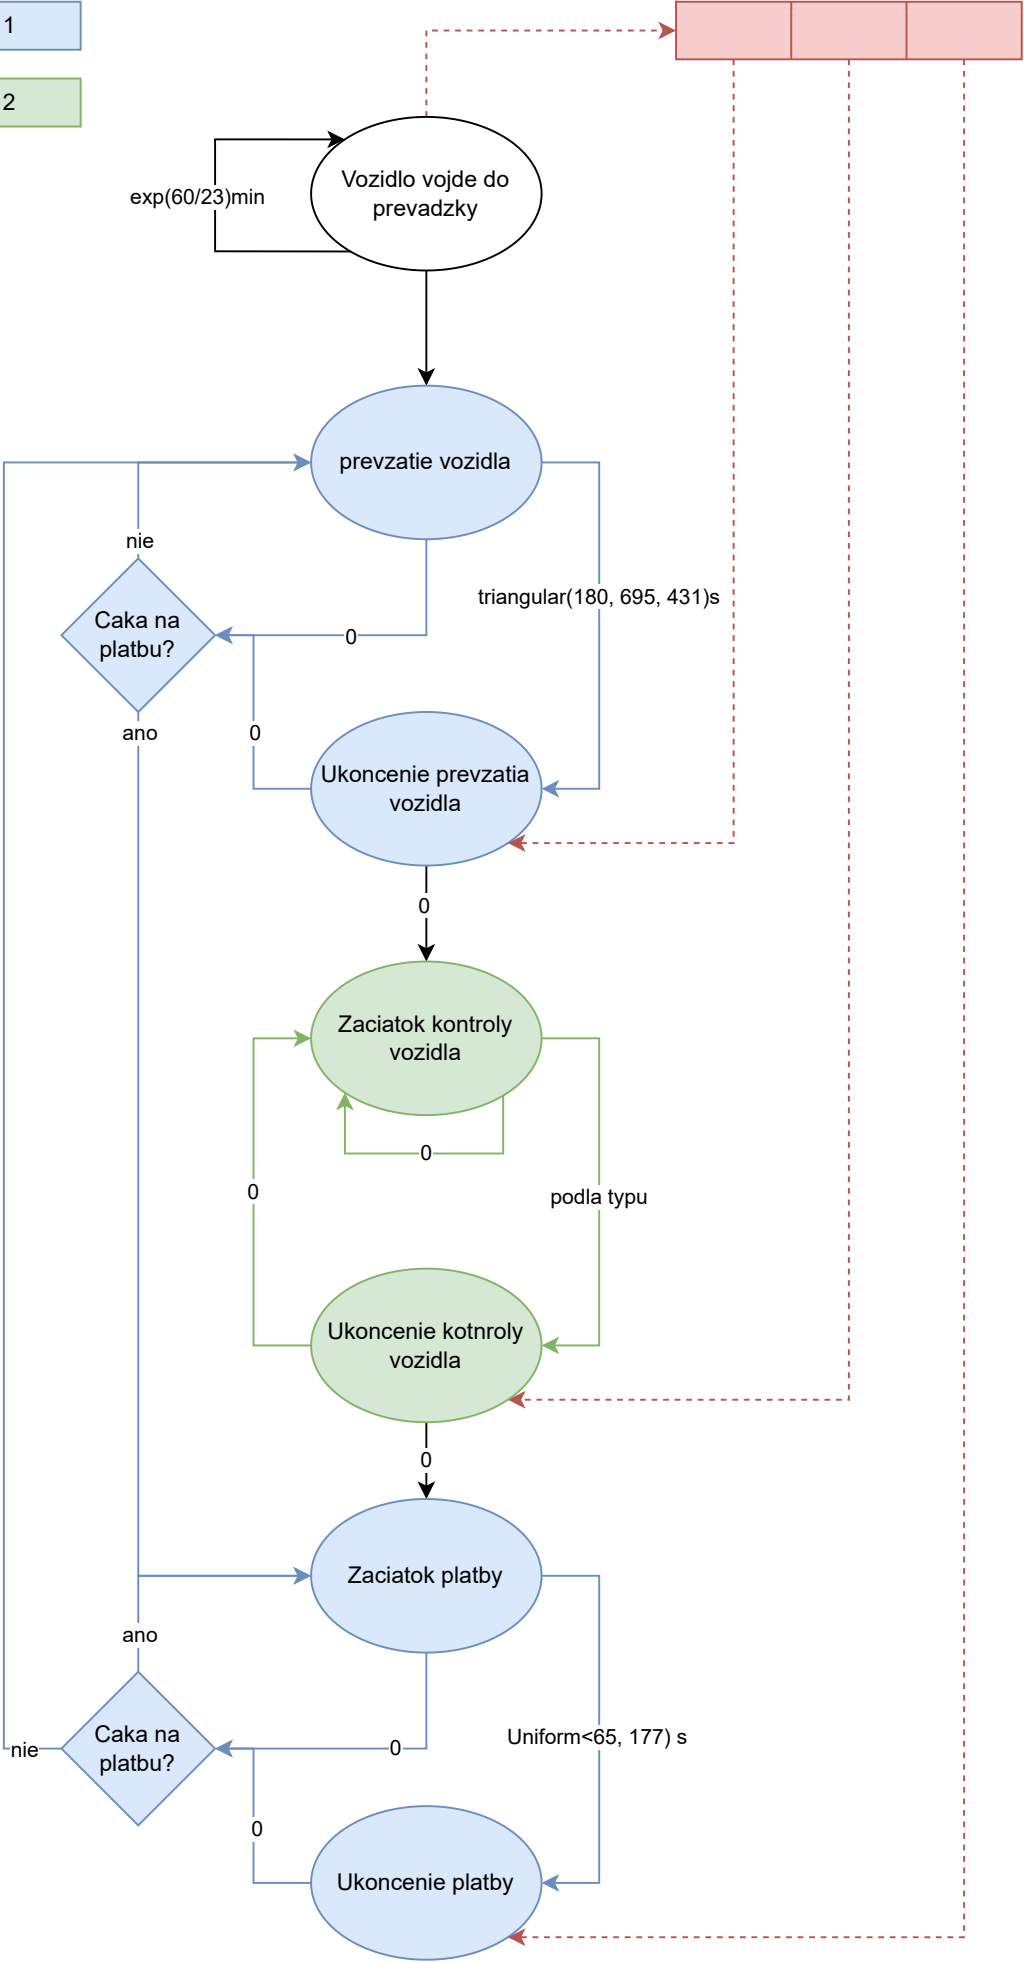 1
2
exp(60/23)min
Vozidlo vojde do
prevadzky
prevzatie vozidla
nie
triangular(180, 695, 431)s
Caka na
platbu?
0
ano
0
Ukoncenie prevzatia
vozidla
0
Zaciatok kontroly
vozidla
0
0
podla typu
Ukoncenie kotnroly
vozidla
0
Zaciatok platby
ano
Caka na
platbu?
nie
0
Uniform<65, 177) s
0
Ukoncenie platby